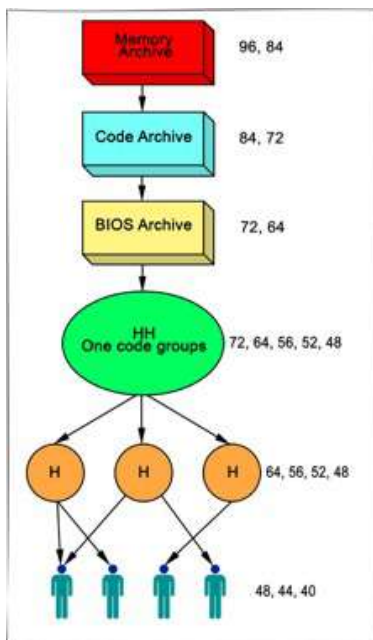 Memory
Archive
96, 84
Code Archive
84, 72
BIOS Archive
72, 64
HH
One code groups
72, 64, 56, 52, 48
H
H
H
64, 56, 52, 48
48, 44, 40